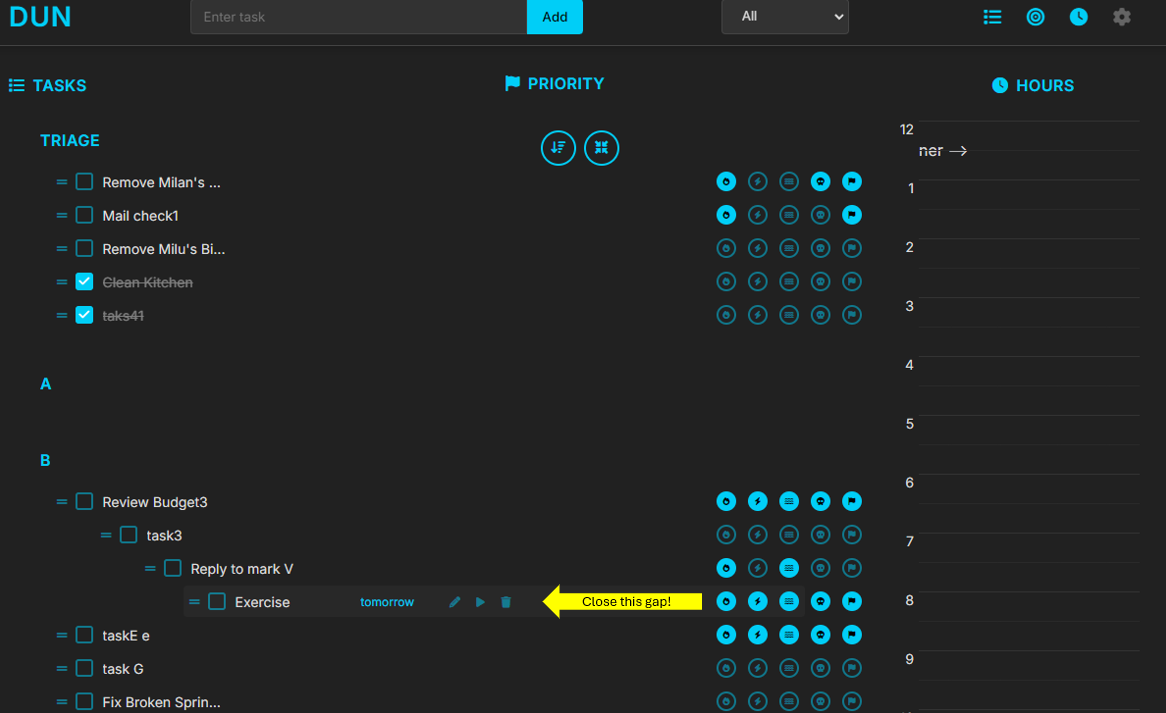 DUN
Enter task
Add
All
TASKS
PRIORITY
HOURS
TRIAGE
Remove Milan's ...
Mail check1
Remove Milu's Bi...
Clean Kitchen
taks41
A
B
Review Budget3
task3
Reply to mark V
Exercise tomorrow Close this gap!
taskE e
task G
Fix Broken Sprin...
12
ner →
1
2
3
4
5
6
7
8
9